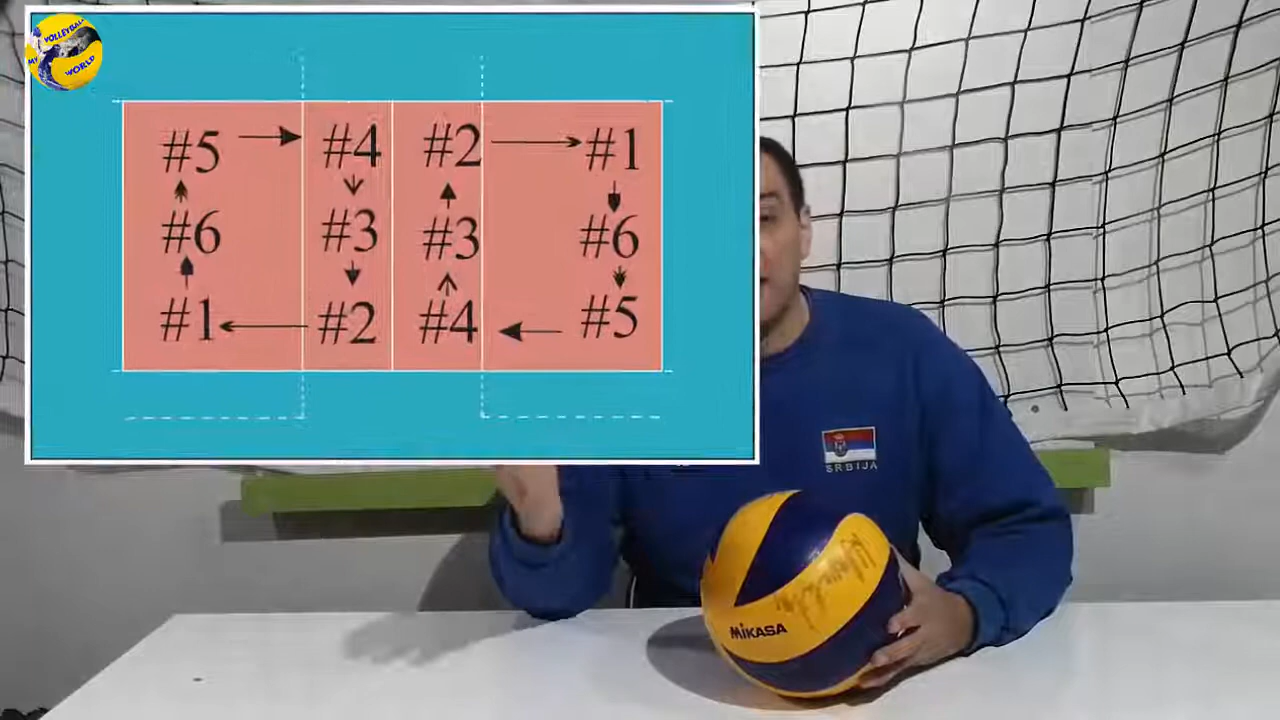 MY VOLLEYBALL WORLD
#5 #4 #2 #1
#6 #3 #3 #6
#1 #2 #4 #5
SRBIJA
MIKASA